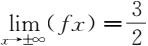 lim (fx) = 3/2
x→±∞